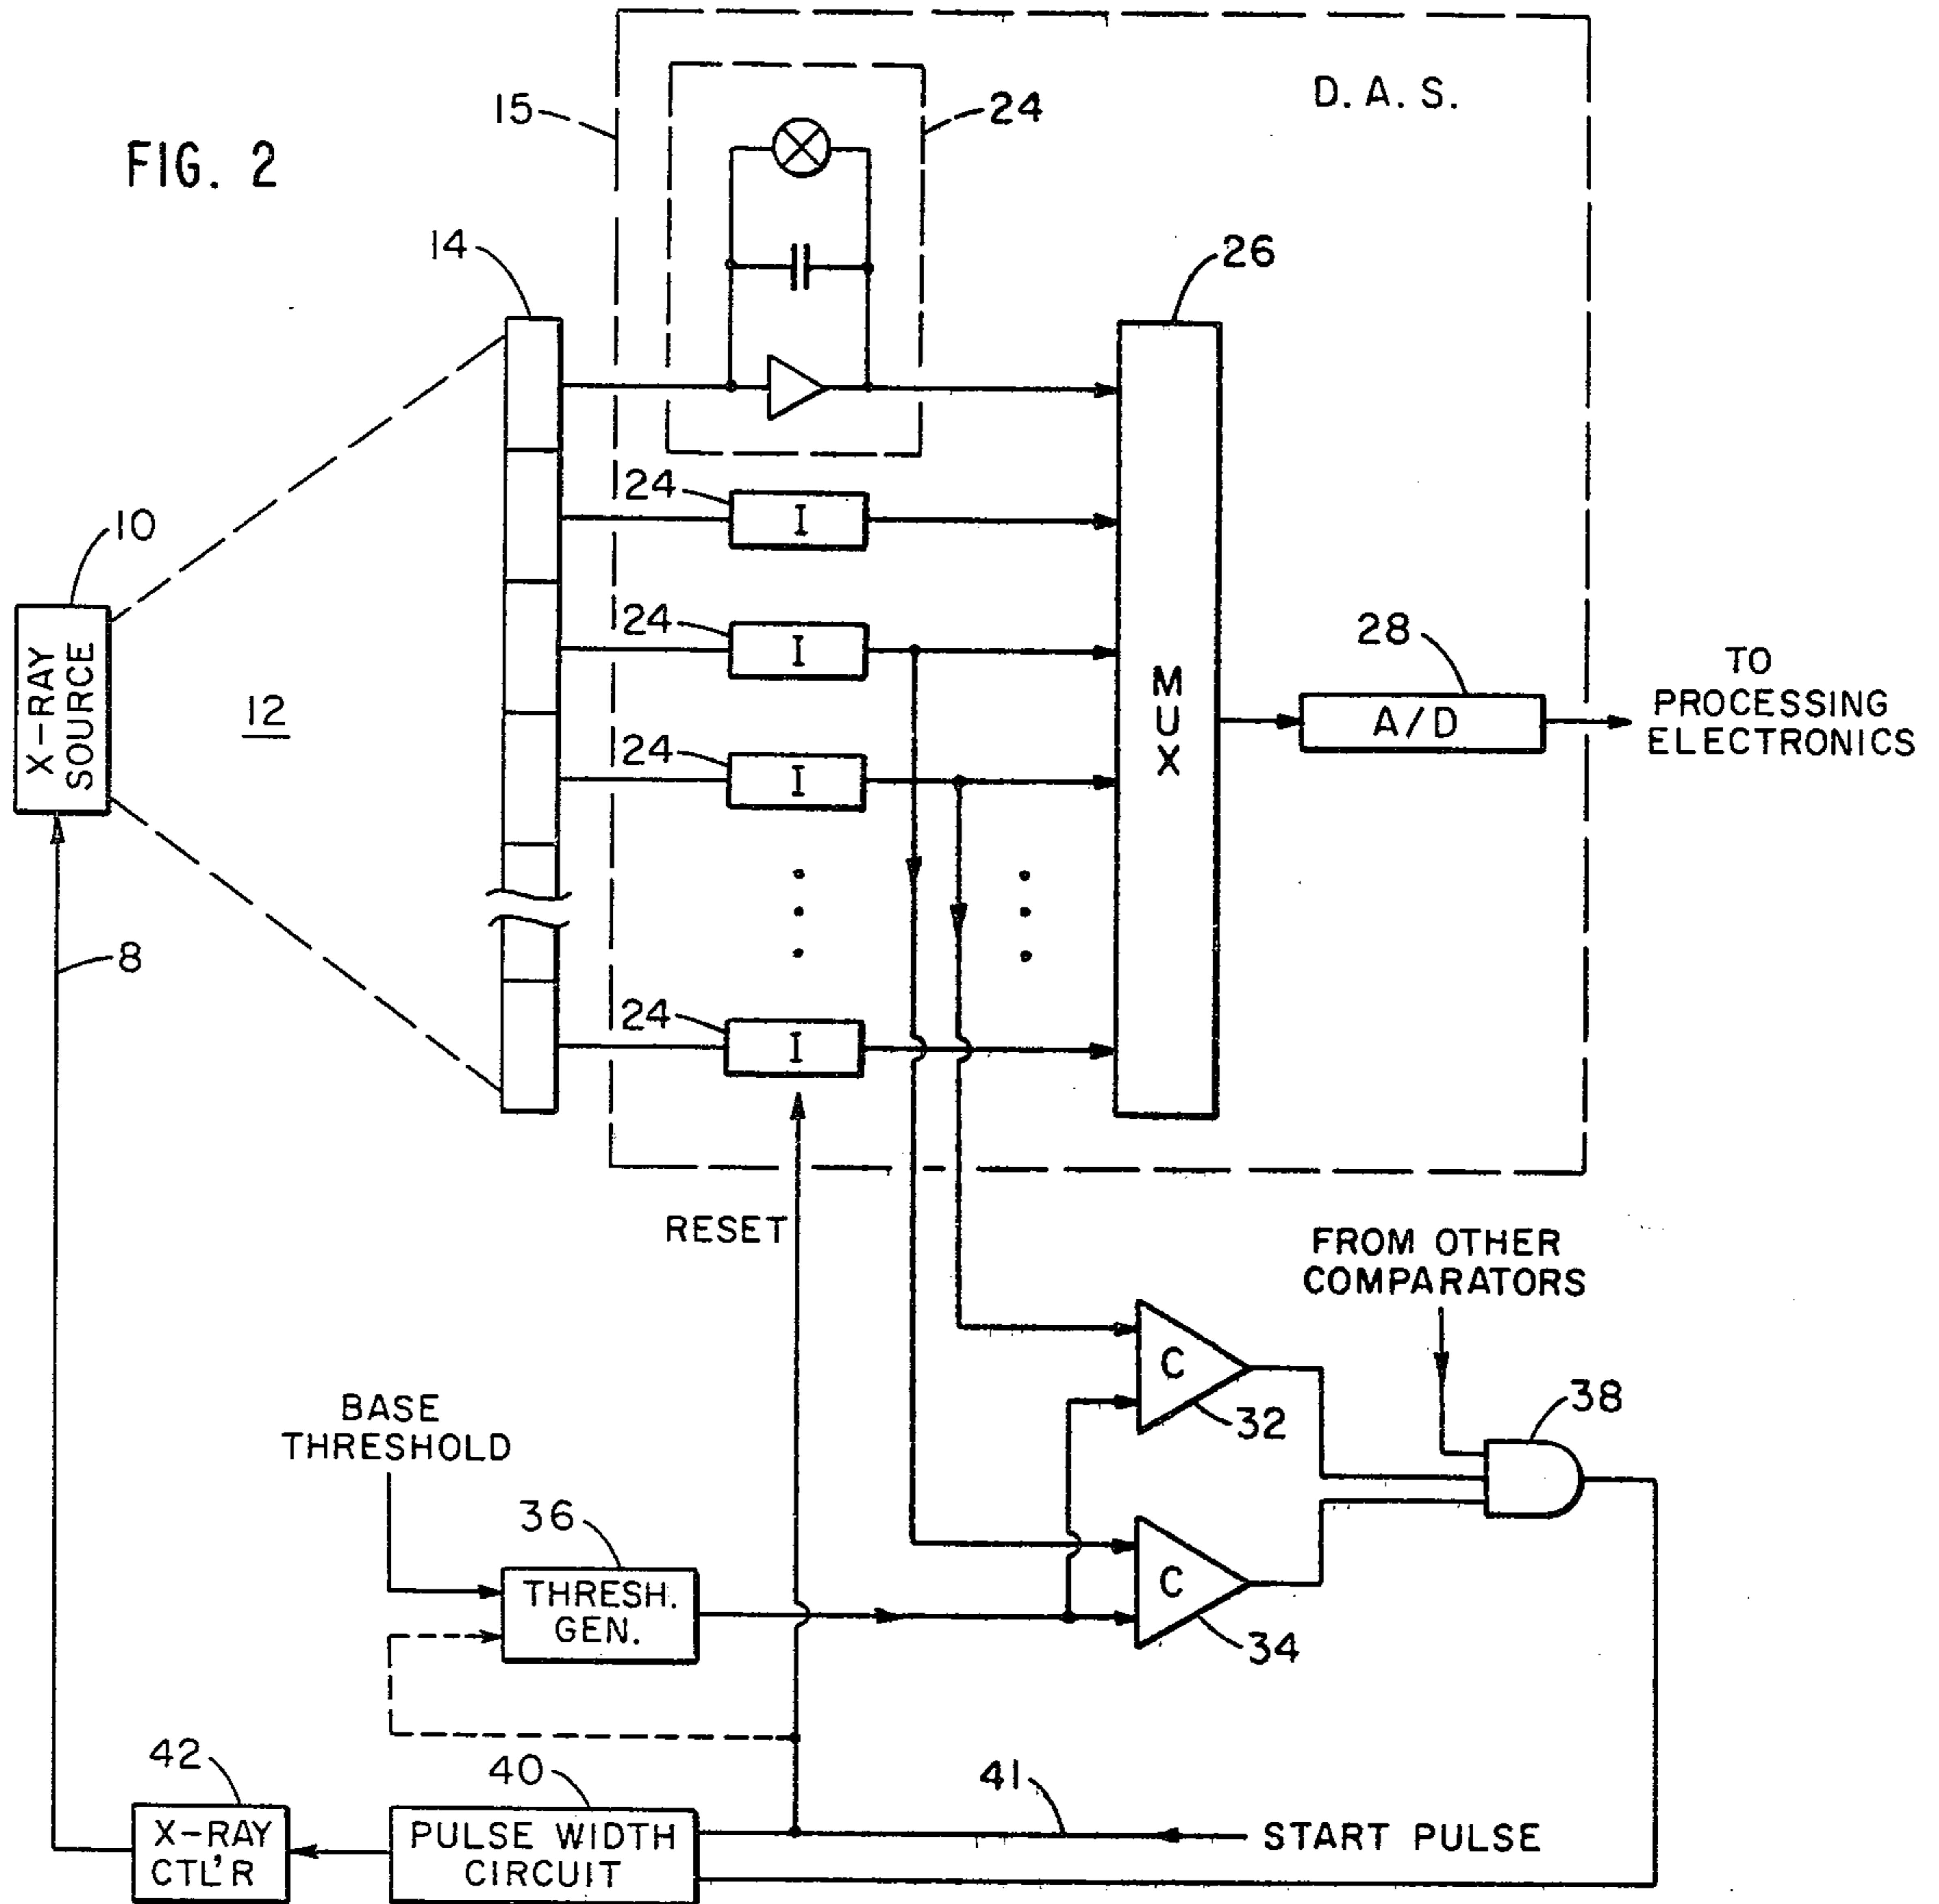 FIG. 2
D. A. S.
15
24
14
26
10
X-RAY
SOURCE
12
24
I
24
I
24
I
24
I
MUX
28
A/D
TO
PROCESSING
ELECTRONICS
8
RESET
FROM OTHER
COMPARATORS
C
32
38
BASE
THRESHOLD
36
THRESH.
GEN.
C
34
42
X-RAY
CTL'R
40
PULSE WIDTH
CIRCUIT
41
START PULSE